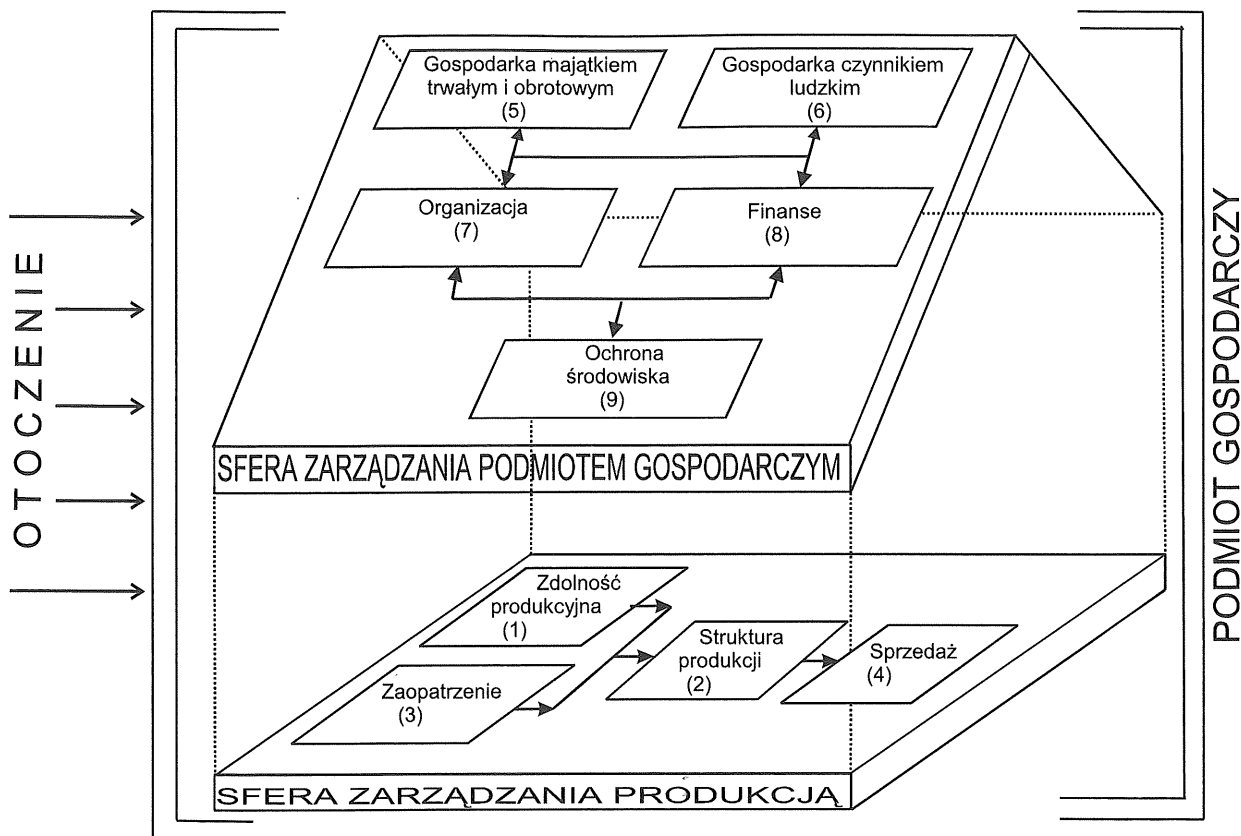 Gospodarka majątkiem
trwałym i obrotowym
(5)
Gospodarka czynnikiem
ludzkim
(6)
Organizacja
(7)
Finanse
(8)
Ochrona
środowiska
(9)
SFERA ZARZĄDZANIA PODMIOTEM GOSPODARCZYM
OTOCZENIE
PODMIOT GOSPODARCZY
Zdolność
produkcyjna
(1)
Struktura
produkcji
(2)
Sprzedaż
(4)
Zaopatrzenie
(3)
SFERA ZARZĄDZANIA PRODUKCJĄ